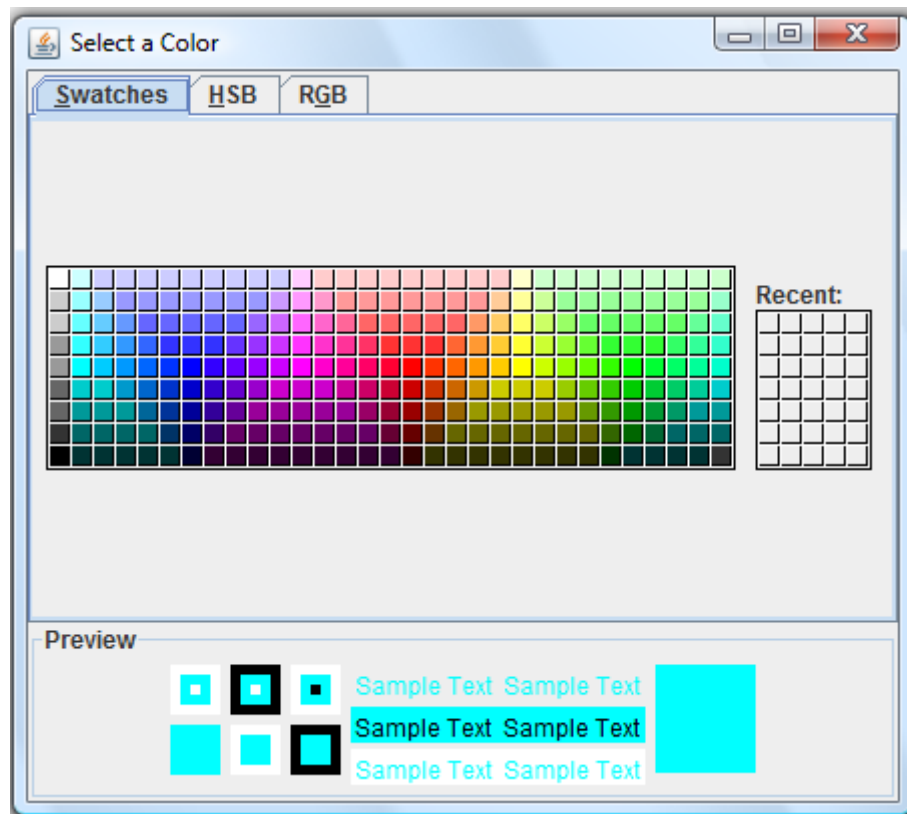 Select a Color
Swatches HSB RGB
Recent:
Preview
Sample Text Sample Text
Sample Text Sample Text
Sample Text Sample Text